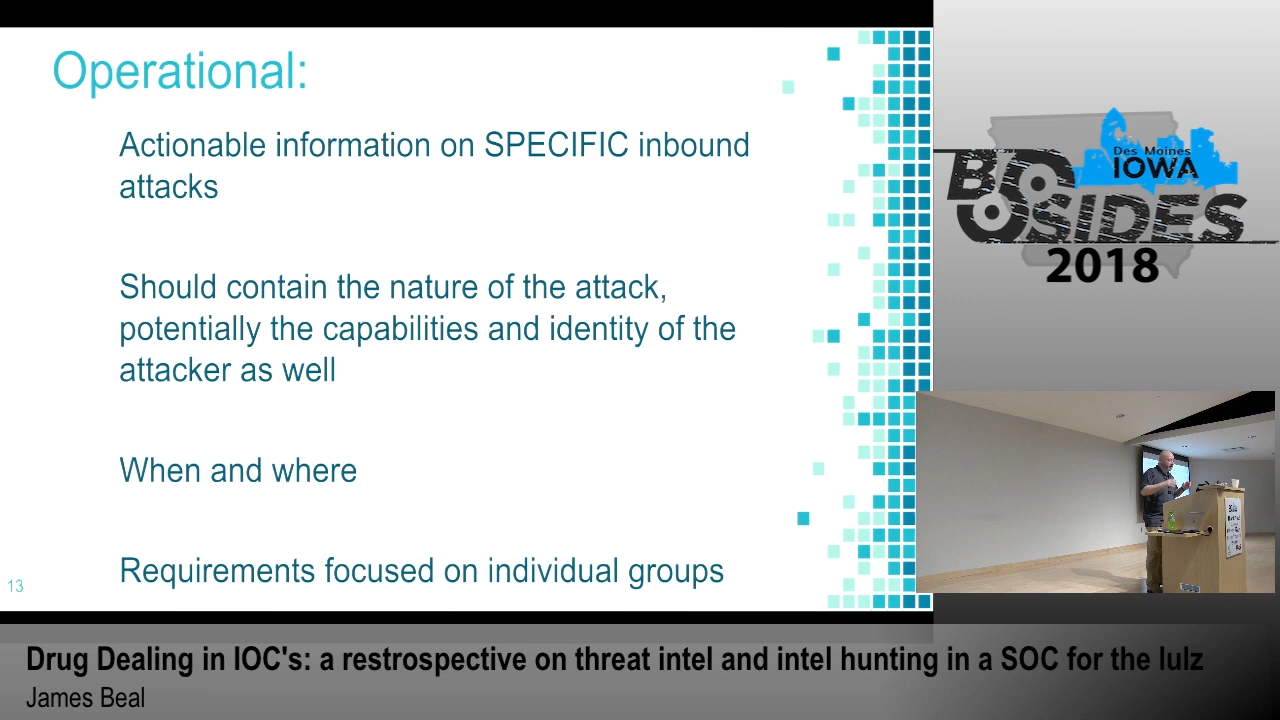 Operational:
Actionable information on SPECIFIC inbound
attacks
Should contain the nature of the attack,
potentially the capabilities and identity of the
attacker as well
When and where
Requirements focused on individual groups
13
Des Moines
IOWA
BSIDES
2018
Drug Dealing in IOC's: a restrospective on threat intel and intel hunting in a SOC for the lulz
James Beal